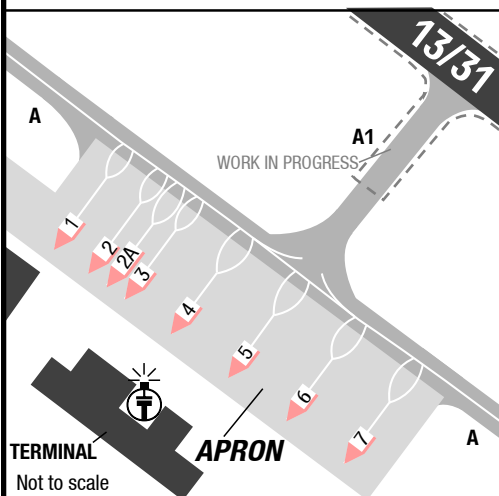 13/31
A
A1
WORK IN PROGRESS
1
2
2A
3
4
5
6
7
APRON
A
TERMINAL
Not to scale